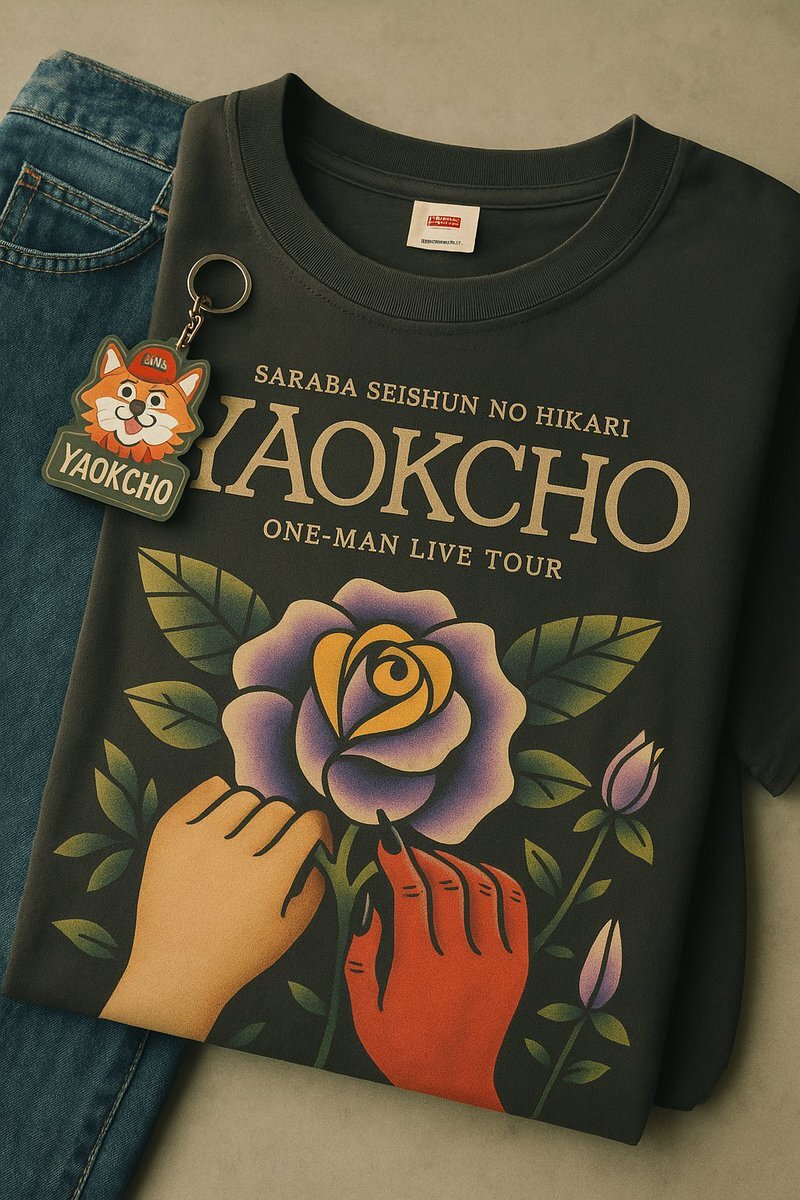 SARABA SEISHUN NO HIKARI
YAOKCHO
ONE-MAN LIVE TOUR
YAOKCHO